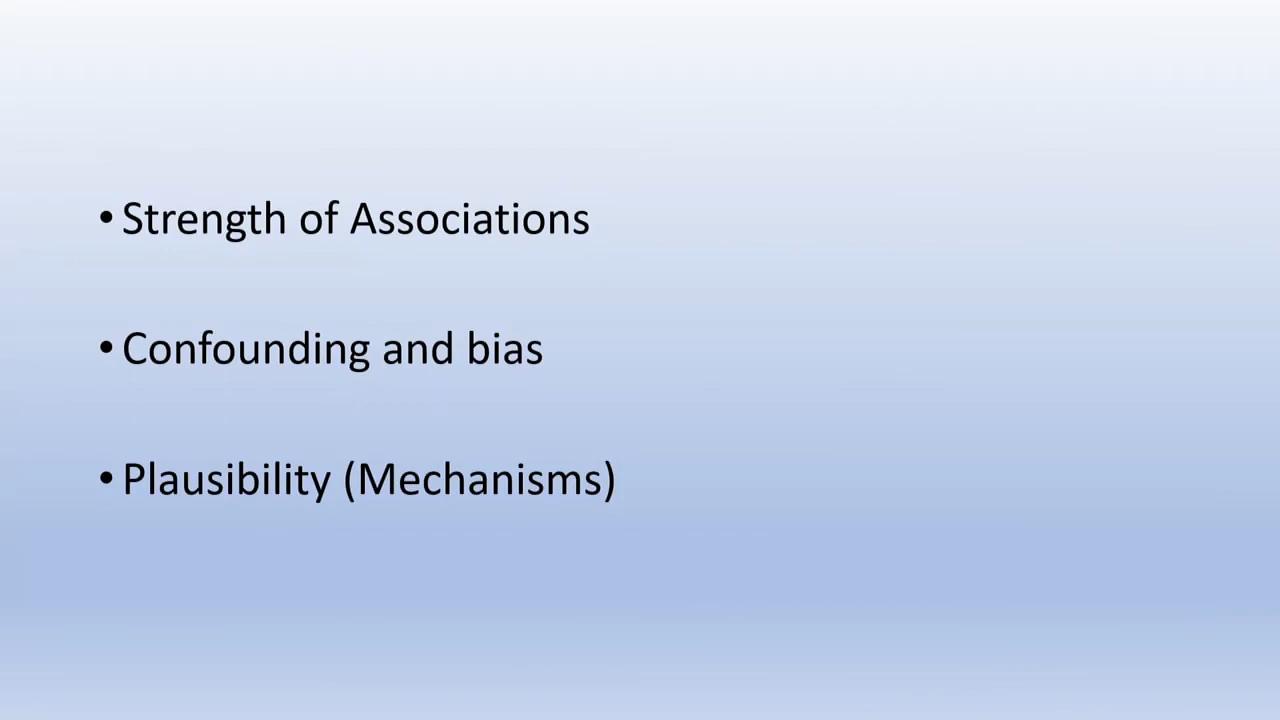 • Strength of Associations
• Confounding and bias
• Plausibility (Mechanisms)